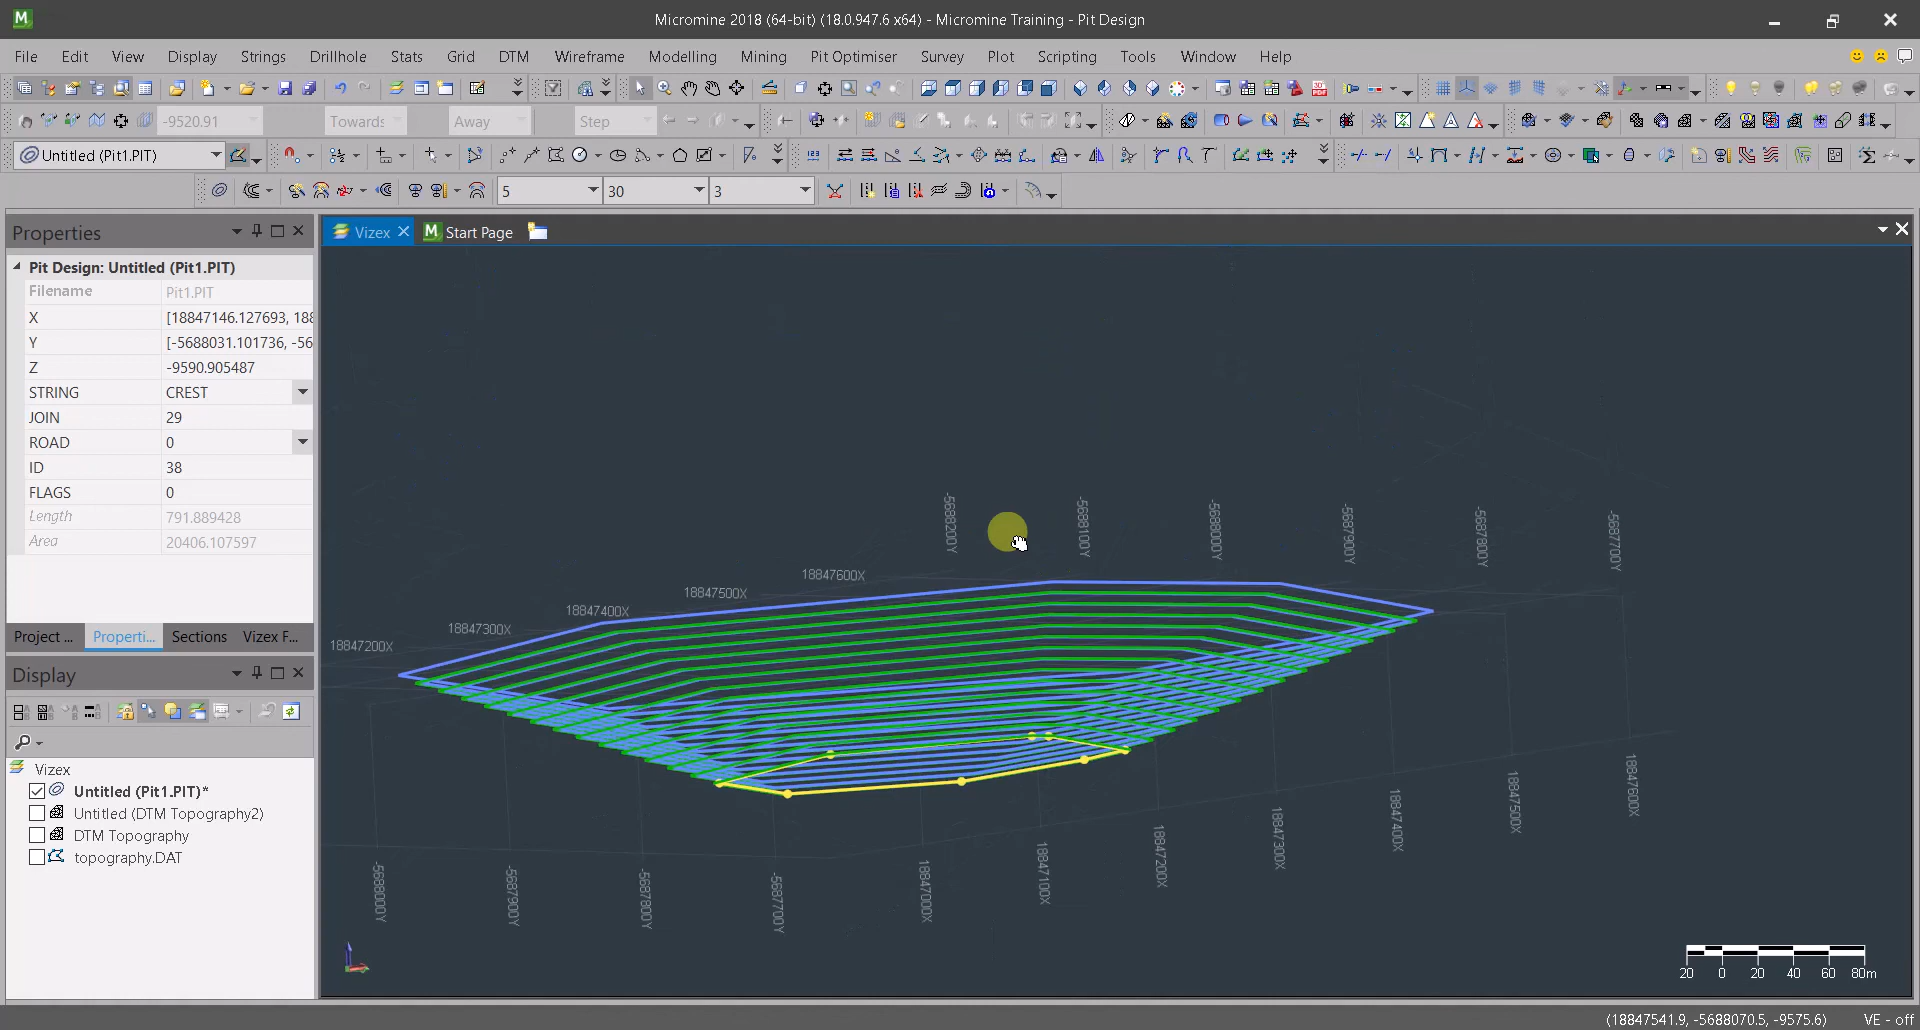 Micromine 2018 (64-bit) (18.0.947.6 x64) - Micromine Training - Pit Design
File Edit View Display Strings Drillhole Stats Grid DTM Wireframe Modelling Mining Pit Optimiser Survey Plot Scripting Tools Window Help
-9520.91 Towards Away Step
Untitled (Pit1.PIT)
5 30 3
Properties
Vizex Start Page
Pit Design: Untitled (Pit1.PIT)
Filename Pit1.PIT
X [18847146.127693, 188
Y [-5688031.101736, -56
Z -9590.905487
STRING CREST
JOIN 29
ROAD 0
ID 38
FLAGS 0
Length 791.889428
Area 20406.107597
Project ... Properti... Sections Vizex F...
Display
Vizex
Untitled (Pit1.PIT)*
Untitled (DTM Topography2)
DTM Topography
topography.DAT
-5688200Y -5688100Y -5688000Y -5687900Y -5687800Y -5687700Y
18847200X 18847300X 18847400X 18847500X 18847600X
-5688000Y -5687900Y -5687800Y -5687700Y 18847000X 18847100X 18847200X 18847300X 18847400X 18847500X 18847600X
20 0 20 40 60 80m
(18847541.9, -5688070.5, -9575.6) VE - off